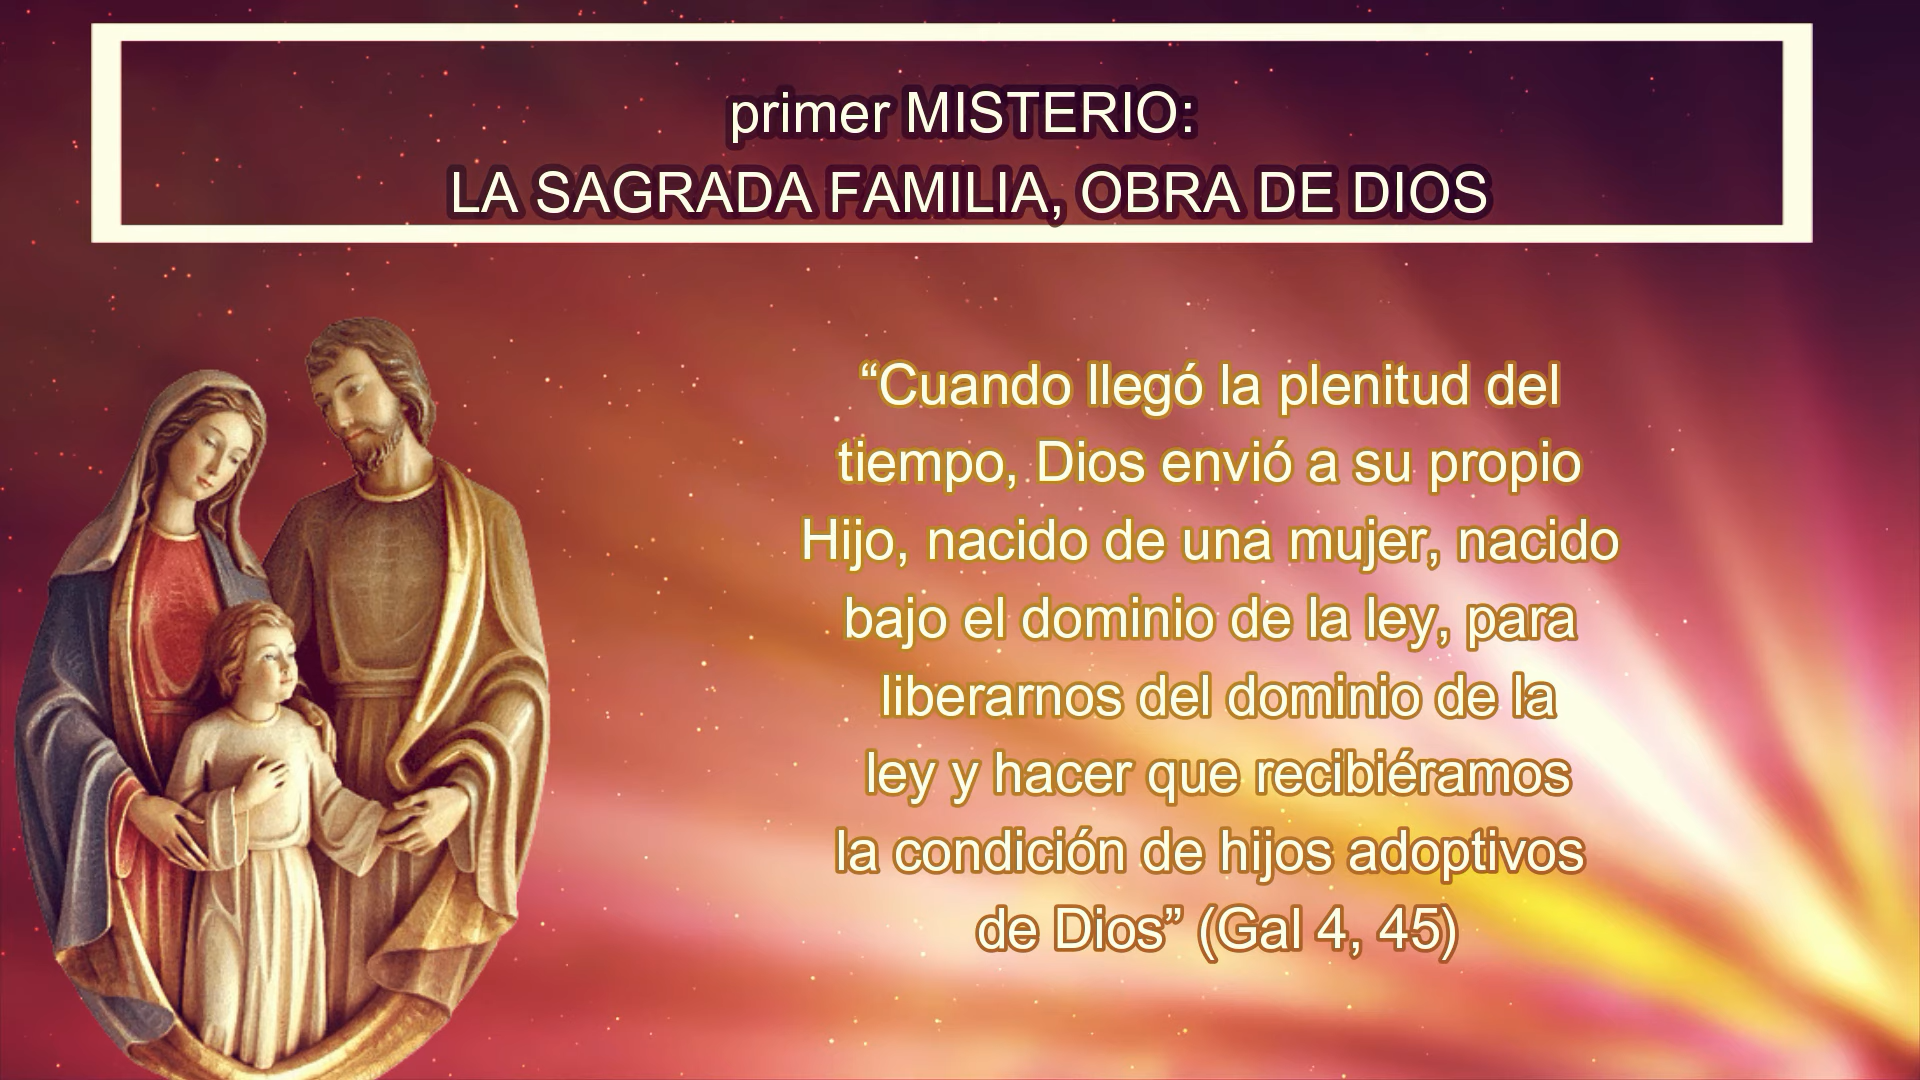 primer MISTERIO:
LA SAGRADA FAMILIA, OBRA DE DIOS
“Cuando llegó la plenitud del
tiempo, Dios envió a su propio
Hijo, nacido de una mujer, nacido
bajo el dominio de la ley, para
liberarnos del dominio de la
ley y hacer que recibiéramos
la condición de hijos adoptivos
de Dios” (Gal 4, 45)